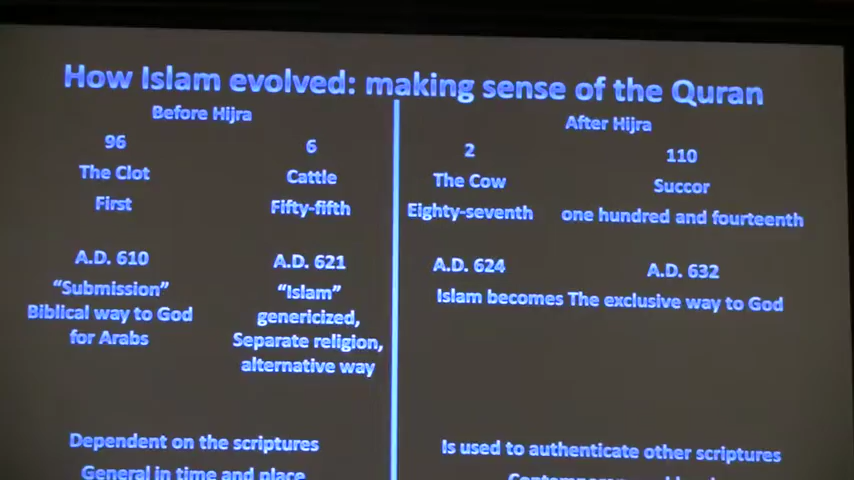 How Islam evolved: making sense of the Quran
Before Hijra
After Hijra
96
6
2
110
The Clot
Cattle
The Cow
Succor
First
Fifty-fifth
Eighty-seventh
one hundred and fourteenth
A.D. 610
A.D. 621
A.D. 624
A.D. 632
"Submission"
Biblical way to God
for Arabs
"Islam"
genericized,
Separate religion,
alternative way
Islam becomes The exclusive way to God
Dependent on the scriptures
Is used to authenticate other scriptures
General in time and place